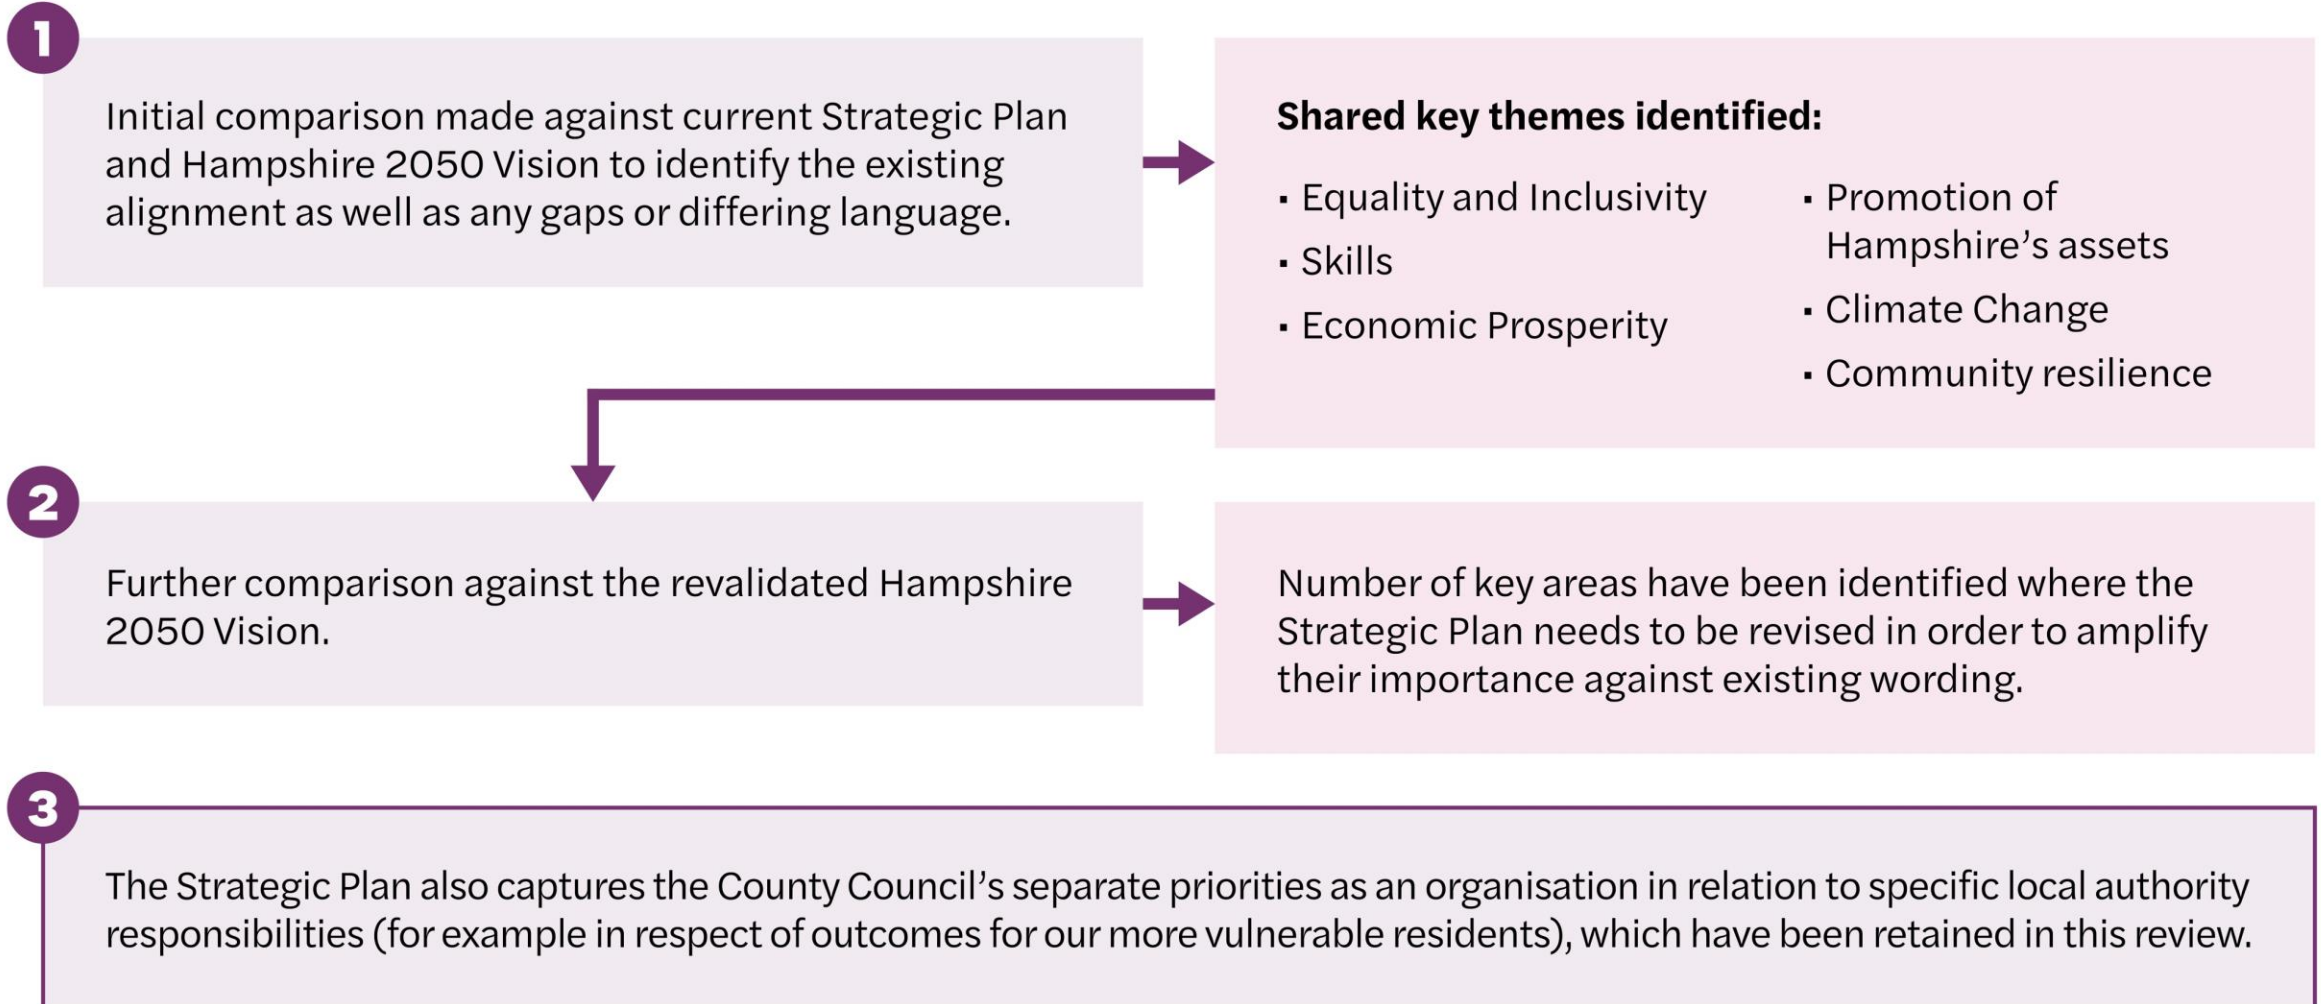 1
Initial comparison made against current Strategic Plan
and Hampshire 2050 Vision to identify the existing
alignment as well as any gaps or differing language.
Shared key themes identified:
▪ Equality and Inclusivity
▪ Skills
▪ Economic Prosperity
▪ Promotion of
Hampshire’s assets
▪ Climate Change
▪ Community resilience
2
Further comparison against the revalidated Hampshire
2050 Vision.
Number of key areas have been identified where the
Strategic Plan needs to be revised in order to amplify
their importance against existing wording.
3
The Strategic Plan also captures the County Council’s separate priorities as an organisation in relation to specific local authority
responsibilities (for example in respect of outcomes for our more vulnerable residents), which have been retained in this review.